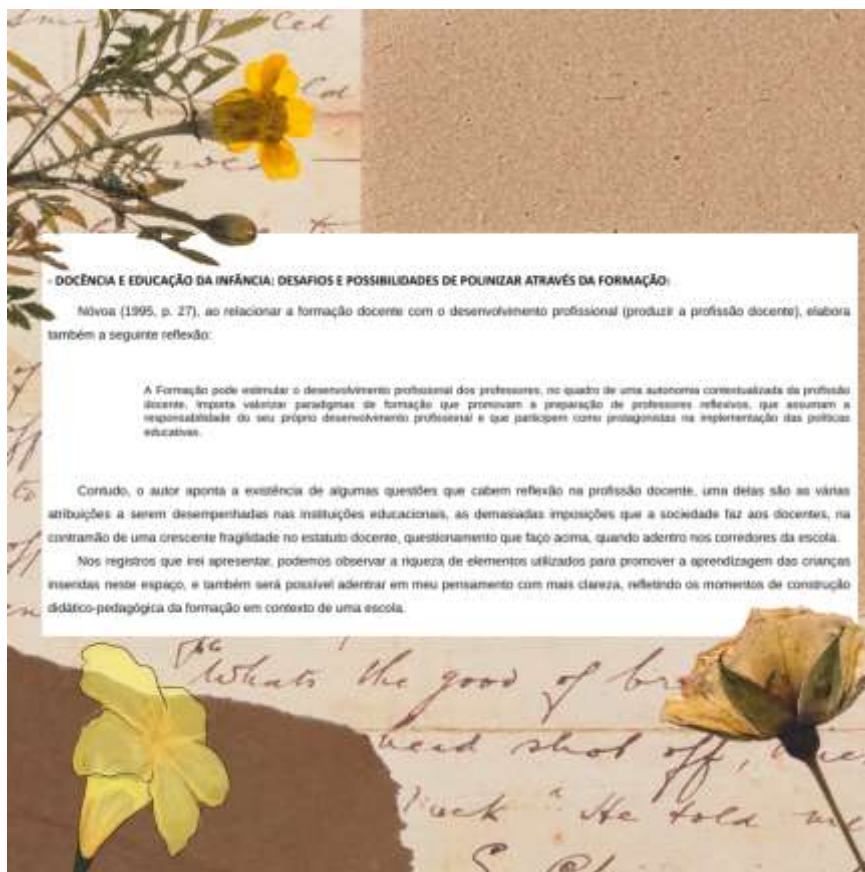 Ced
- DOCÊNCIA E EDUCAÇÃO DA INFÂNCIA: DESAFIOS E POSSIBILIDADES DE POLINIZAR ATRAVÉS DA FORMAÇÃO:
Nóvoa (1995, p. 27), ao relacionar a formação docente com o desenvolvimento profissional (produzir a profissão docente), elabora
também a seguinte reflexão:
A Formação pode estimular o desenvolvimento profissional dos professores, no quadro de uma autonomia contextualizada da profissão
docente. Importa valorizar paradigmas de formação que promovam a preparação de professores reflexivos, que assumam a
responsabilidade do seu próprio desenvolvimento profissional e que participem como protagonistas na implementação das políticas
educativas.
Contudo, o autor aponta a existência de algumas questões que cabem reflexão na profissão docente, uma delas são as várias
atribuições a serem desempenhadas nas instituições educacionais, as demasiadas imposições que a sociedade faz aos docentes, na
contramão de uma crescente fragilidade no estatuto docente, questionamento que faço acima, quando adentro nos corredores da escola.
Nos registros que irei apresentar, podemos observar a riqueza de elementos utilizados para promover a aprendizagem das crianças
inseridas neste espaço, e também será possível adentrar em meu pensamento com mais clareza, refletindo os momentos de construção
didático-pedagógica da formação em contexto de uma escola.
"Whats the good of
head shot off,
" He told me